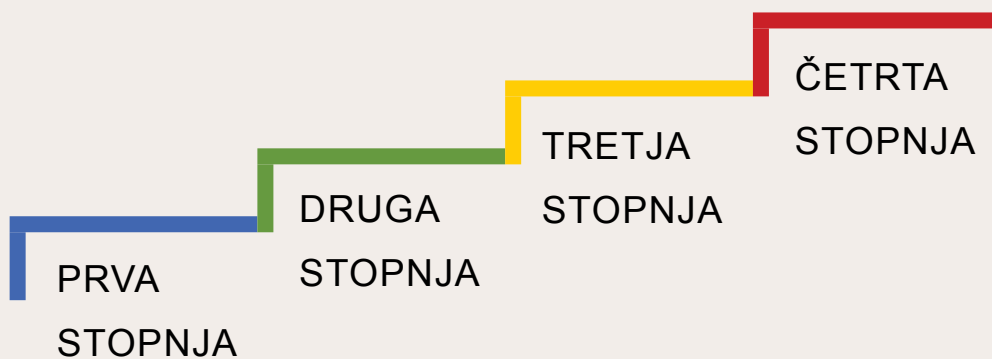 PRVA
STOPNJA
DRUGA
STOPNJA
TRETJA
STOPNJA
ČETRTA
STOPNJA